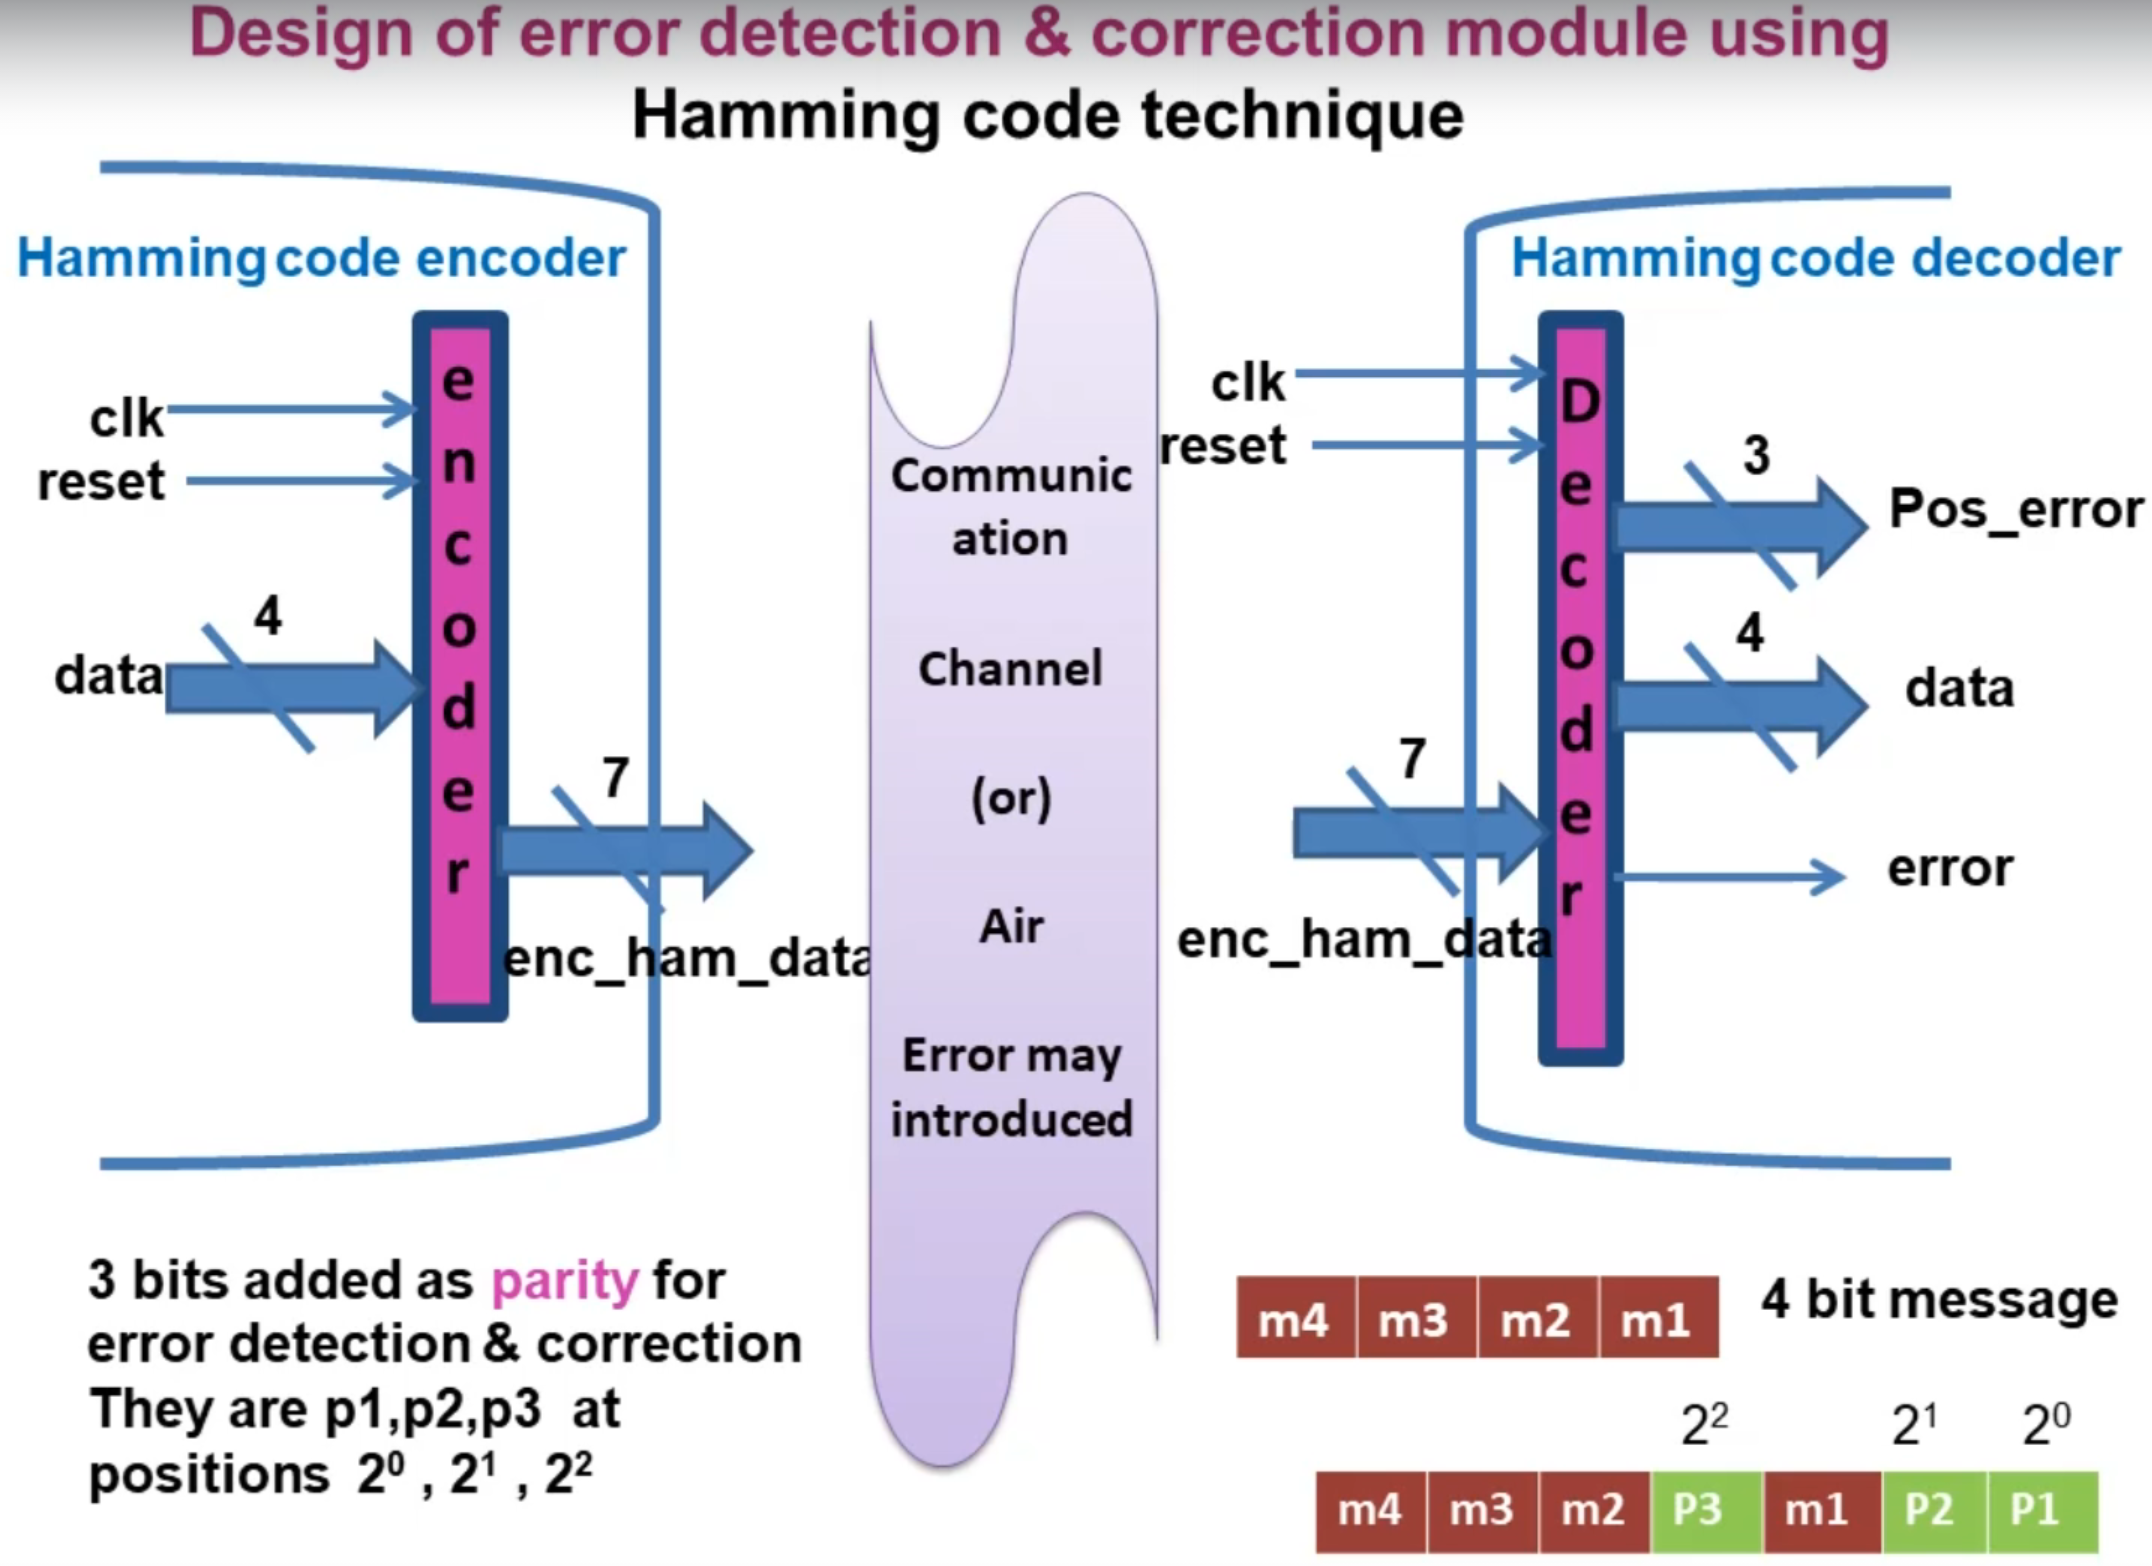 Design of error detection & correction module using
Hamming code technique
Hamming code encoder
clk
reset
4
data
encoder
7
enc_ham_data
Communic
ation
Channel
(or)
Air
Error may
introduced
Hamming code decoder
clk
reset
7
enc_ham_data
Decoder
3
Pos_error
4
data
error
3 bits added as parity for
error detection & correction
They are p1,p2,p3 at
positions 2⁰ , 2¹ , 2²
m4 m3 m2 m1 4 bit message
2² 2¹ 2⁰
m4 m3 m2 P3 m1 P2 P1